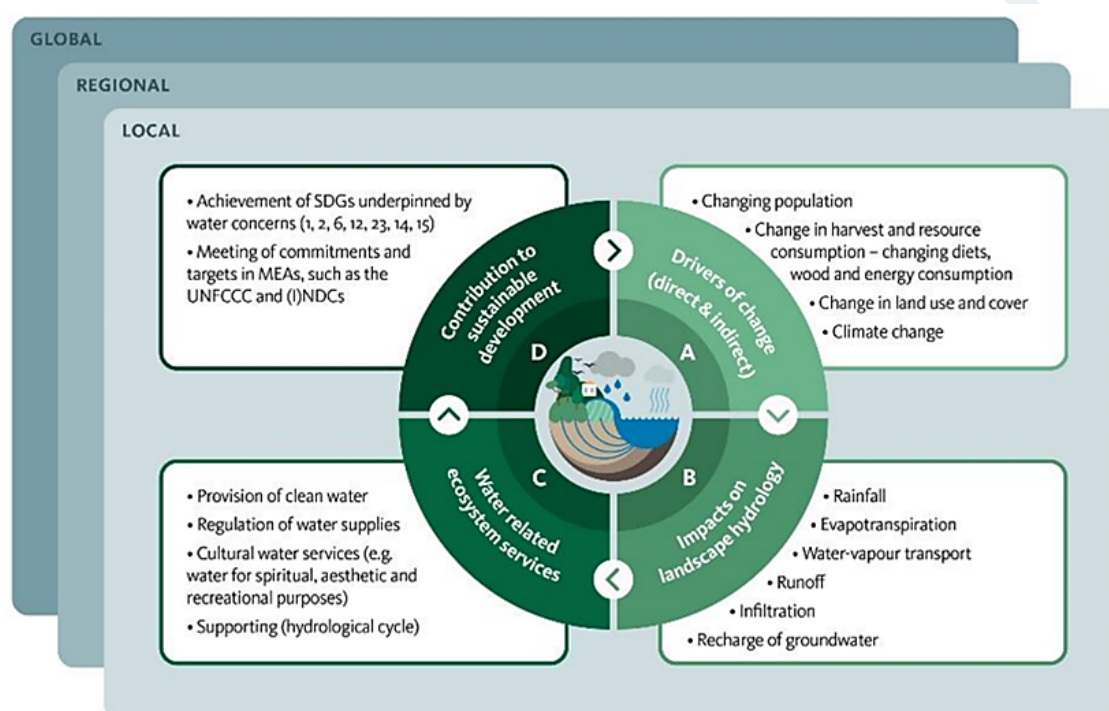 GLOBAL
REGIONAL
LOCAL
• Achievement of SDGs underpinned by
water concerns (1, 2, 6, 12, 23, 14, 15)
• Meeting of commitments and
targets in MEAs, such as the
UNFCCC and (I)NDCs
• Changing population
• Change in harvest and resource
consumption – changing diets,
wood and energy consumption
• Change in land use and cover
• Climate change
Contribution to
sustainable
development
D
Drivers of change
(direct & indirect)
A
• Provision of clean water
• Regulation of water supplies
• Cultural water services (e.g.
water for spiritual, aesthetic and
recreational purposes)
• Supporting (hydrological cycle)
C
Water related
ecosystem services
B
Impacts on
landscape hydrology
• Rainfall
• Evapotranspiration
• Water-vapour transport
• Runoff
• Infiltration
• Recharge of groundwater